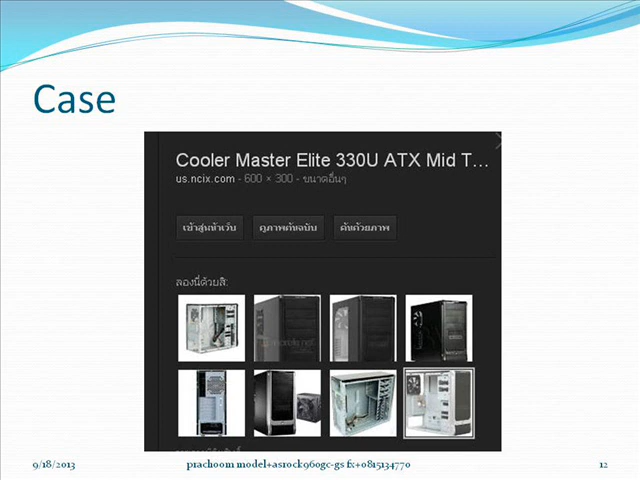 Case
Cooler Master Elite 330U ATX Mid T...
us.ncix.com - 600 × 300 - ขนาดอื่นๆ
เข้าสู่หน้าเว็บ ดูภาพต้นฉบับ ค้นด้วยภาพ
ลองนี่ด้วยสิ:
9/18/2013 prachoom model+asrock960gc-gs fx+0815134770 12